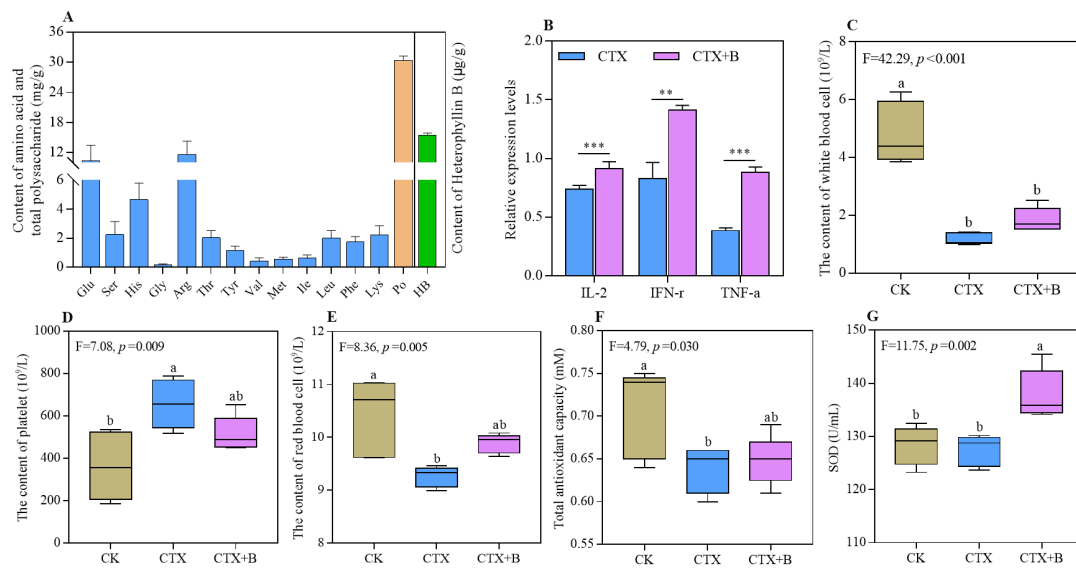 A
Content of amino acid and
total polysaccharide (mg/g)
36
30
24
18
12
6
4
2
0
Glu
Ser
His
Gly
Arg
Thr
Tyr
Val
Met
Ile
Leu
Phe
Lys
Po
HB
Content of Heterophyllin B (μg/g)
B
Relative expression levels
2.0
1.5
1.0
0.5
0.0
CTX
CTX+B
***
**
***
IL-2
IFN-r
TNF-a
C
The content of white blood cell (10⁹/L)
8
6
4
2
0
F=42.29, p<0.001
a
b
b
CK
CTX
CTX+B
D
The content of platelet (10⁹/L)
1000
800
600
400
200
0
F=7.08, p=0.009
b
a
ab
CK
CTX
CTX+B
E
The content of red blood cell (10⁹/L)
12
11
10
9
8
F=8.36, p=0.005
a
b
ab
CK
CTX
CTX+B
F
Total antioxidant capacity (mM)
0.80
0.75
0.70
0.65
0.60
0.55
F=4.79, p=0.030
a
b
ab
CK
CTX
CTX+B
G
SOD (U/mL)
150
140
130
120
110
F=11.75, p=0.002
b
b
a
CK
CTX
CTX+B